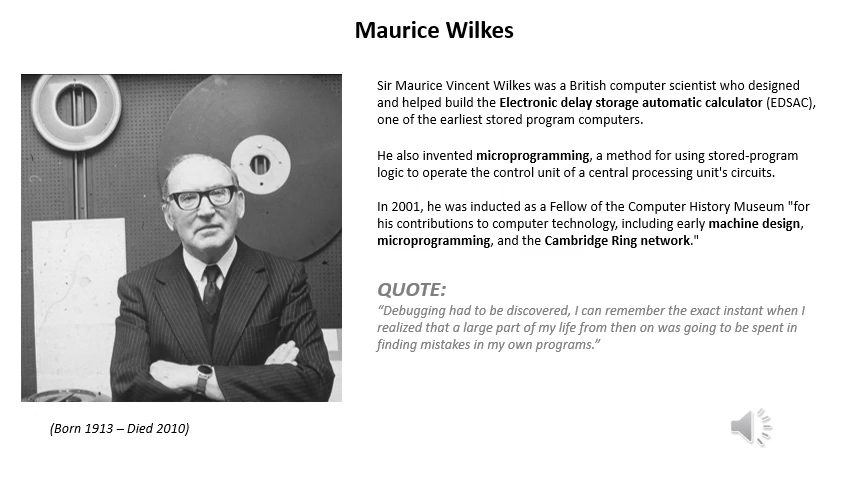 Maurice Wilkes
Sir Maurice Vincent Wilkes was a British computer scientist who designed
and helped build the Electronic delay storage automatic calculator (EDSAC),
one of the earliest stored program computers.
He also invented microprogramming, a method for using stored-program
logic to operate the control unit of a central processing unit's circuits.
In 2001, he was inducted as a Fellow of the Computer History Museum "for
his contributions to computer technology, including early machine design,
microprogramming, and the Cambridge Ring network."
QUOTE:
“Debugging had to be discovered, I can remember the exact instant when I
realized that a large part of my life from then on was going to be spent in
finding mistakes in my own programs.”
(Born 1913 – Died 2010)